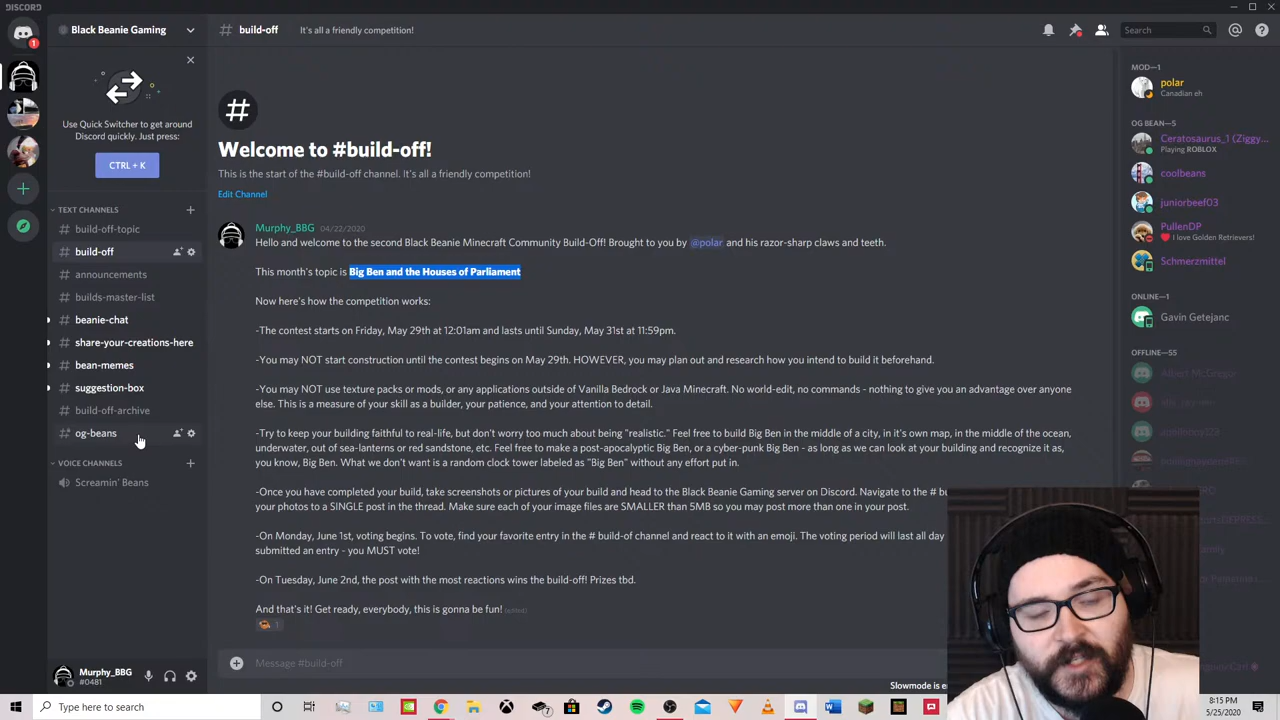 DISCORD
Black Beanie Gaming
# build-off It's all a friendly competition!
Search
1
Use Quick Switcher to get around
Discord quickly. Just press:
CTRL + K
TEXT CHANNELS
# build-off-topic
# build-off
# announcements
# builds-master-list
# beanie-chat
# share-your-creations-here
# bean-memes
# suggestion-box
# build-off-archive
# og-beans
VOICE CHANNELS
Screamin' Beans
Murphy_BBG
#0481
#
Welcome to #build-off!
This is the start of the #build-off channel. It's all a friendly competition!
Edit Channel
Murphy_BBG 04/22/2020
Hello and welcome to the second Black Beanie Minecraft Community Build-Off! Brought to you by @polar and his razor-sharp claws and teeth.
This month's topic is Big Ben and the Houses of Parliament
Now here's how the competition works:
-The contest starts on Friday, May 29th at 12:01am and lasts until Sunday, May 31st at 11:59pm.
-You may NOT start construction until the contest begins on May 29th. HOWEVER, you may plan out and research how you intend to build it beforehand.
-You may NOT use texture packs or mods, or any applications outside of Vanilla Bedrock or Java Minecraft. No world-edit, no commands - nothing to give you an advantage over anyone
else. This is a measure of your skill as a builder, your patience, and your attention to detail.
-Try to keep your building faithful to real-life, but don't worry too much about being "realistic." Feel free to build Big Ben in the middle of a city, in it's own map, in the middle of the ocean,
underwater, out of sea-lanterns or red sandstone, etc. Feel free to make a post-apocalyptic Big Ben, or a cyber-punk Big Ben - as long as we can look at your building and recognize it as,
you know, Big Ben. What we don't want is a random clock tower labeled as "Big Ben" without any effort put in.
-Once you have completed your build, take screenshots or pictures of your build and head to the Black Beanie Gaming server on Discord. Navigate to the # bu
your photos to a SINGLE post in the thread. Make sure each of your image files are SMALLER than 5MB so you may post more than one in your post.
-On Monday, June 1st, voting begins. To vote, find your favorite entry in the # build-of channel and react to it with an emoji. The voting period will last all day
submitted an entry - you MUST vote!
-On Tuesday, June 2nd, the post with the most reactions wins the build-off! Prizes tbd.
And that's it! Get ready, everybody, this is gonna be fun! (edited)
1
Message #build-off
Slowmode is e
MOD—1
polar
Canadian eh
OG BEAN—5
Ceratosaurus_1 (Ziggy...
Playing ROBLOX
coolbeans
juniorbeef03
PullenDP
I love Golden Retrievers!
Schmerzmittel
ONLINE—1
Gavin Getejanc
OFFLINE—55
Albert McGregor
Type here to search
8:15 PM
5/25/2020